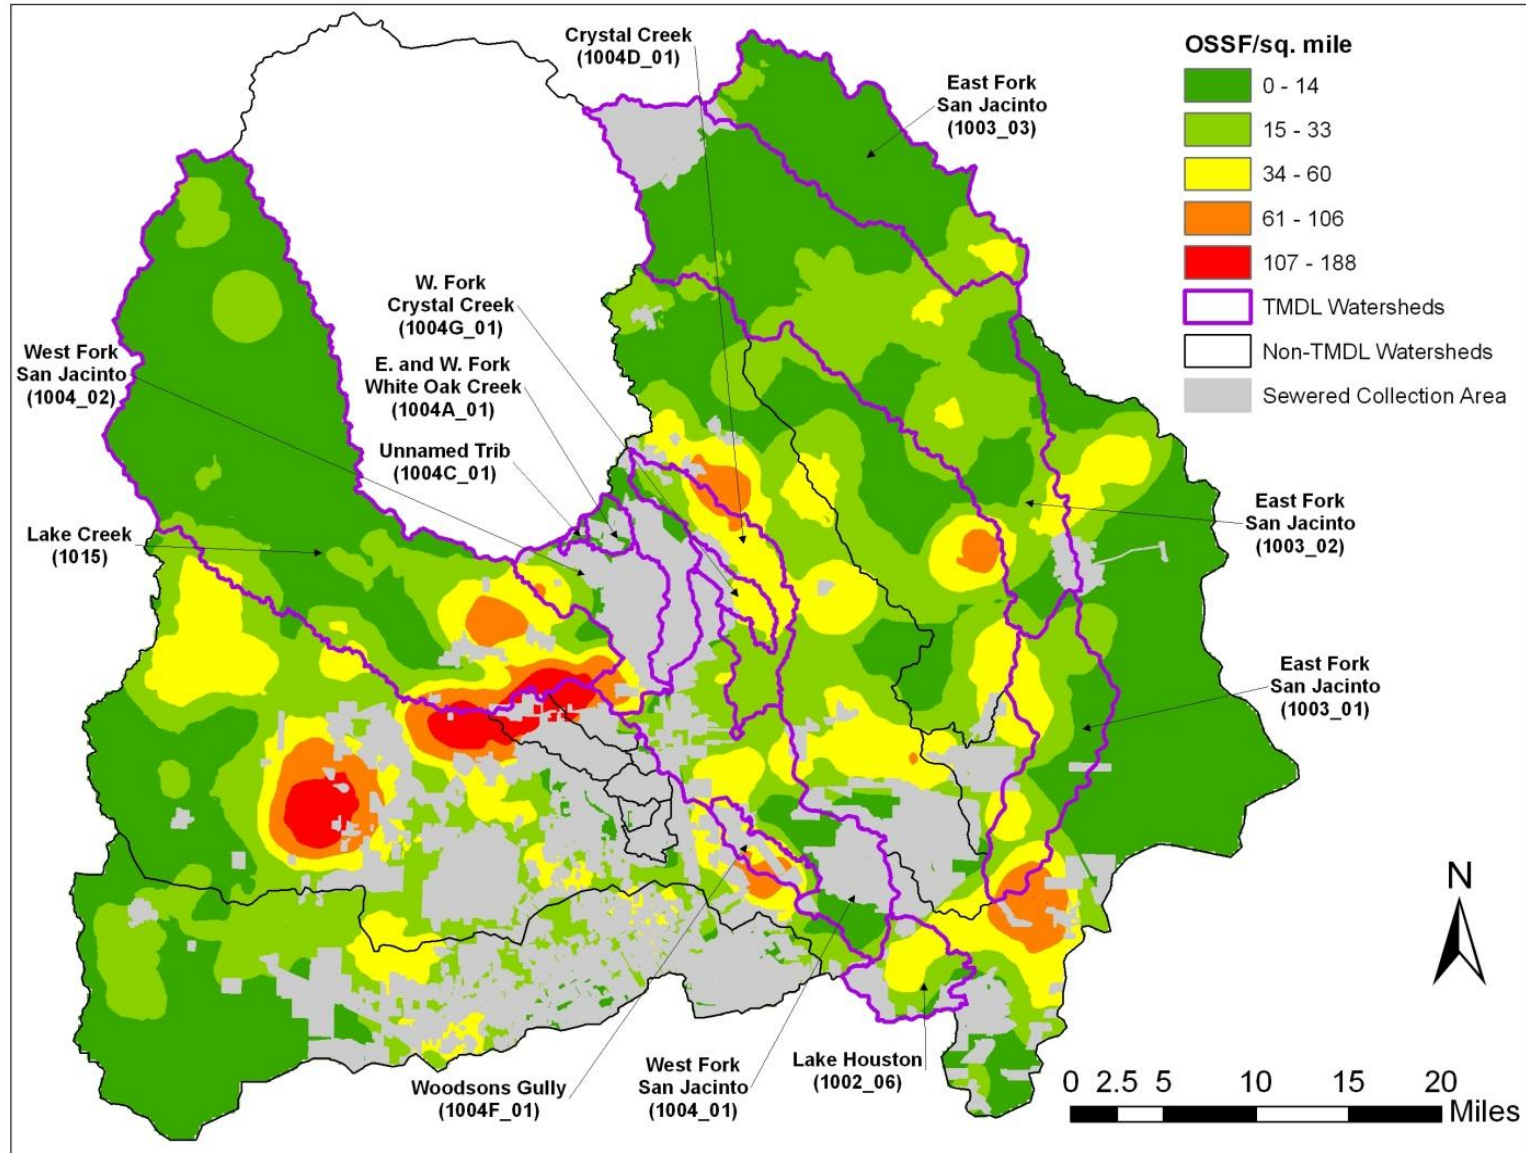 Crystal Creek
(1004D_01)
East Fork
San Jacinto
(1003_03)
OSSF/sq. mile
0 - 14
15 - 33
34 - 60
61 - 106
107 - 188
TMDL Watersheds
Non-TMDL Watersheds
Sewered Collection Area
W. Fork
Crystal Creek
(1004G_01)
West Fork
San Jacinto
(1004_02)
E. and W. Fork
White Oak Creek
(1004A_01)
Unnamed Trib
(1004C_01)
Lake Creek
(1015)
East Fork
San Jacinto
(1003_02)
East Fork
San Jacinto
(1003_01)
N
Woodsons Gully
(1004F_01)
West Fork
San Jacinto
(1004_01)
Lake Houston
(1002_06)
0 2.5 5 10 15 20
Miles